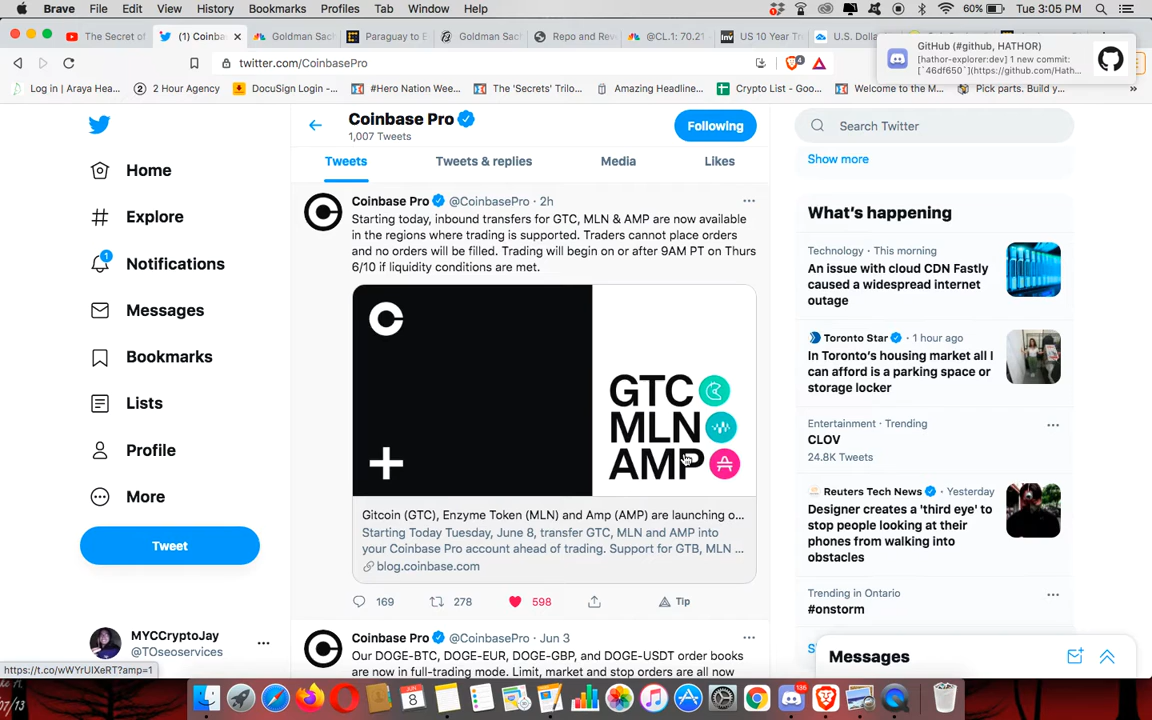 Brave File Edit View History Bookmarks Profiles Tab Window Help 60% Tue 3:05 PM
The Secret of
(1) Coinba
Goldman Sach
Paraguay to E
Goldman Sach
Repo and Rev
@CL.1: 70.21
US 10 Year Tr
U.S. Dolla
GitHub (#github, HATHOR)
[hathor-explorer:dev] 1 new commit:
[`46df650`](https://github.com/Hath...
twitter.com/CoinbasePro
4
Log in | Araya Hea...
2 Hour Agency
DocuSign Login -...
#Hero Nation Wee...
The 'Secrets' Trilo...
Amazing Headline...
Crypto List - Goo...
Welcome to the M...
Pick parts. Build y...
Home
Explore
1
Notifications
Messages
Bookmarks
Lists
Profile
More
Tweet
MYCCryptoJay
@TOseoservices
https://t.co/wWYrUIXeRT?amp=1
Coinbase Pro
1,007 Tweets
Following
Tweets
Tweets & replies
Media
Likes
Coinbase Pro @CoinbasePro · 2h
Starting today, inbound transfers for GTC, MLN & AMP are now available
in the regions where trading is supported. Traders cannot place orders
and no orders will be filled. Trading will begin on or after 9AM PT on Thurs
6/10 if liquidity conditions are met.
GTC
MLN
AMP
Gitcoin (GTC), Enzyme Token (MLN) and Amp (AMP) are launching o...
Starting Today Tuesday, June 8, transfer GTC, MLN and AMP into
your Coinbase Pro account ahead of trading. Support for GTB, MLN ...
blog.coinbase.com
169
278
598
Tip
Coinbase Pro @CoinbasePro · Jun 3
Our DOGE-BTC, DOGE-EUR, DOGE-GBP, and DOGE-USDT order books
are now in full-trading mode. Limit, market and stop orders are all now
Search Twitter
Show more
What's happening
Technology · This morning
An issue with cloud CDN Fastly
caused a widespread internet
outage
Toronto Star · 1 hour ago
In Toronto's housing market all I
can afford is a parking space or
storage locker
Entertainment · Trending
CLOV
24.8K Tweets
Reuters Tech News · Yesterday
Designer creates a 'third eye' to
stop people looking at their
phones from walking into
obstacles
Trending in Ontario
#onstorm
Messages
07/13
JUN
8
136